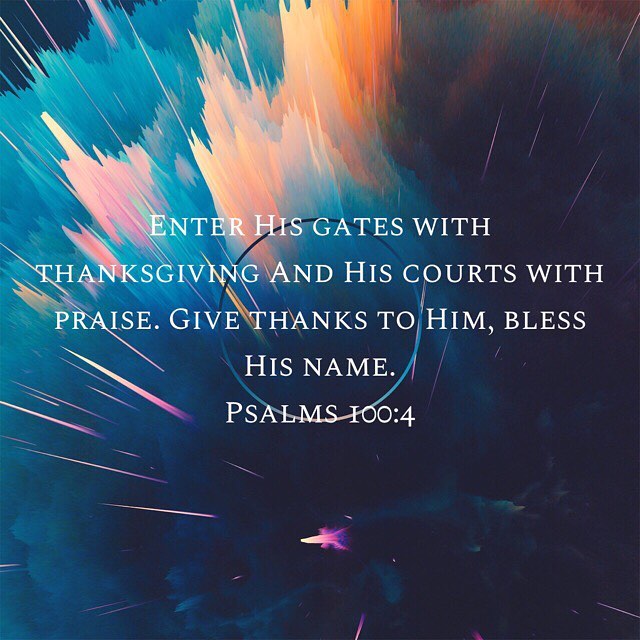 Enter His gates with
thanksgiving And His courts with
praise. Give thanks to Him, bless
His name.
Psalms 100:4